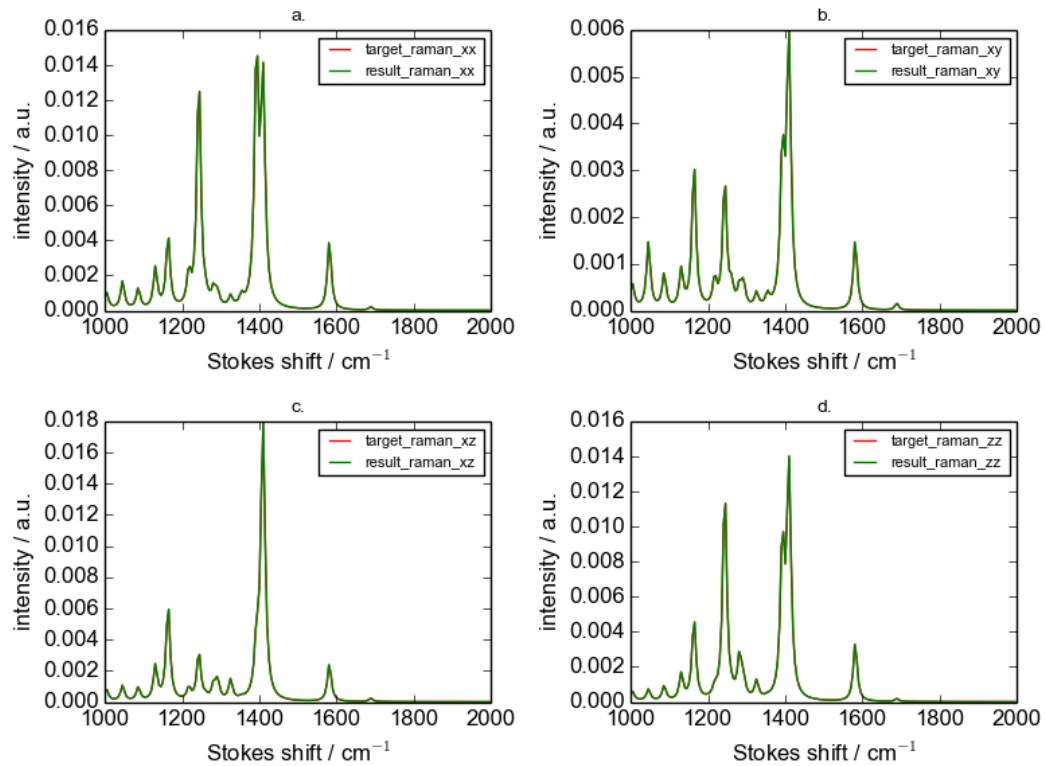 a.
0.016
0.014
0.012
0.010
0.008
0.006
0.004
0.002
0.000
intensity / a.u.
target_raman_xx
result_raman_xx
1000 1200 1400 1600 1800 2000
Stokes shift / cm⁻¹
b.
0.006
0.005
0.004
0.003
0.002
0.001
0.000
intensity / a.u.
target_raman_xy
result_raman_xy
1000 1200 1400 1600 1800 2000
Stokes shift / cm⁻¹
c.
0.018
0.016
0.014
0.012
0.010
0.008
0.006
0.004
0.002
0.000
intensity / a.u.
target_raman_xz
result_raman_xz
1000 1200 1400 1600 1800 2000
Stokes shift / cm⁻¹
d.
0.016
0.014
0.012
0.010
0.008
0.006
0.004
0.002
0.000
intensity / a.u.
target_raman_zz
result_raman_zz
1000 1200 1400 1600 1800 2000
Stokes shift / cm⁻¹